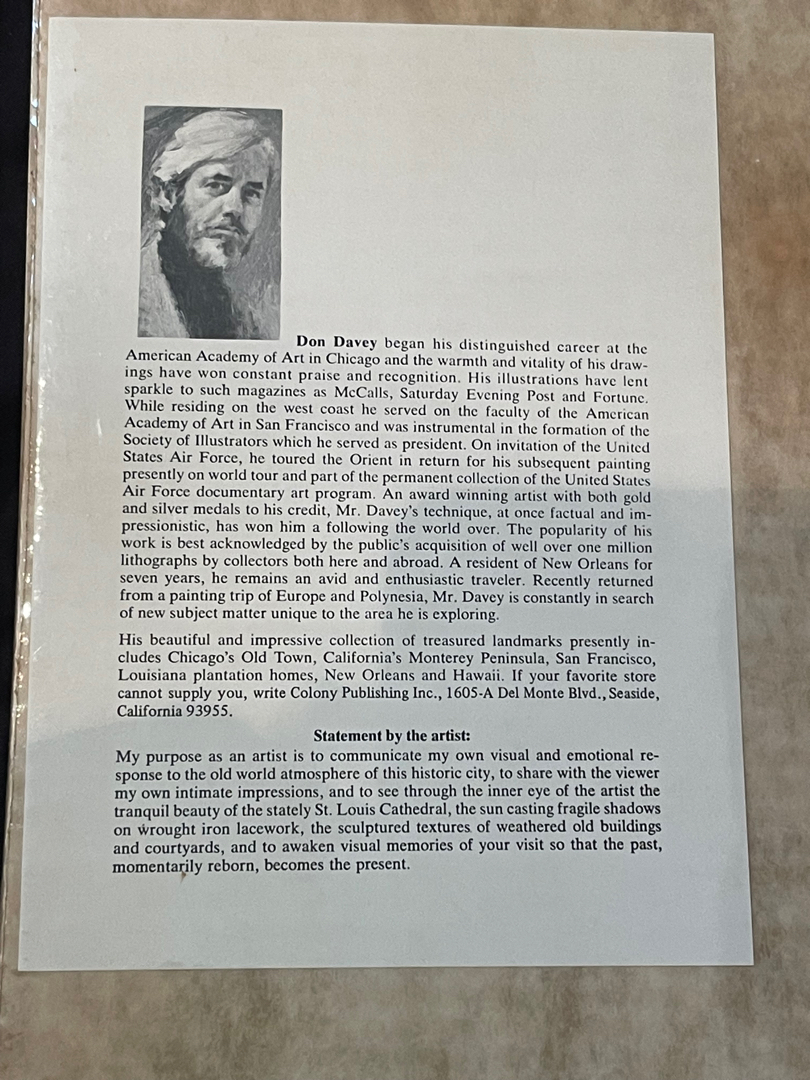 Don Davey began his distinguished career at the
American Academy of Art in Chicago and the warmth and vitality of his draw-
ings have won constant praise and recognition. His illustrations have lent
sparkle to such magazines as McCalls, Saturday Evening Post and Fortune.
While residing on the west coast he served on the faculty of the American
Academy of Art in San Francisco and was instrumental in the formation of the
Society of Illustrators which he served as president. On invitation of the United
States Air Force, he toured the Orient in return for his subsequent painting
presently on world tour and part of the permanent collection of the United States
Air Force documentary art program. An award winning artist with both gold
and silver medals to his credit, Mr. Davey's technique, at once factual and im-
pressionistic, has won him a following the world over. The popularity of his
work is best acknowledged by the public's acquisition of well over one million
lithographs by collectors both here and abroad. A resident of New Orleans for
seven years, he remains an avid and enthusiastic traveler. Recently returned
from a painting trip of Europe and Polynesia, Mr. Davey is constantly in search
of new subject matter unique to the area he is exploring.
His beautiful and impressive collection of treasured landmarks presently in-
cludes Chicago's Old Town, California's Monterey Peninsula, San Francisco,
Louisiana plantation homes, New Orleans and Hawaii. If your favorite store
cannot supply you, write Colony Publishing Inc., 1605-A Del Monte Blvd., Seaside,
California 93955.
Statement by the artist:
My purpose as an artist is to communicate my own visual and emotional re-
sponse to the old world atmosphere of this historic city, to share with the viewer
my own intimate impressions, and to see through the inner eye of the artist the
tranquil beauty of the stately St. Louis Cathedral, the sun casting fragile shadows
on wrought iron lacework, the sculptured textures of weathered old buildings
and courtyards, and to awaken visual memories of your visit so that the past,
momentarily reborn, becomes the present.